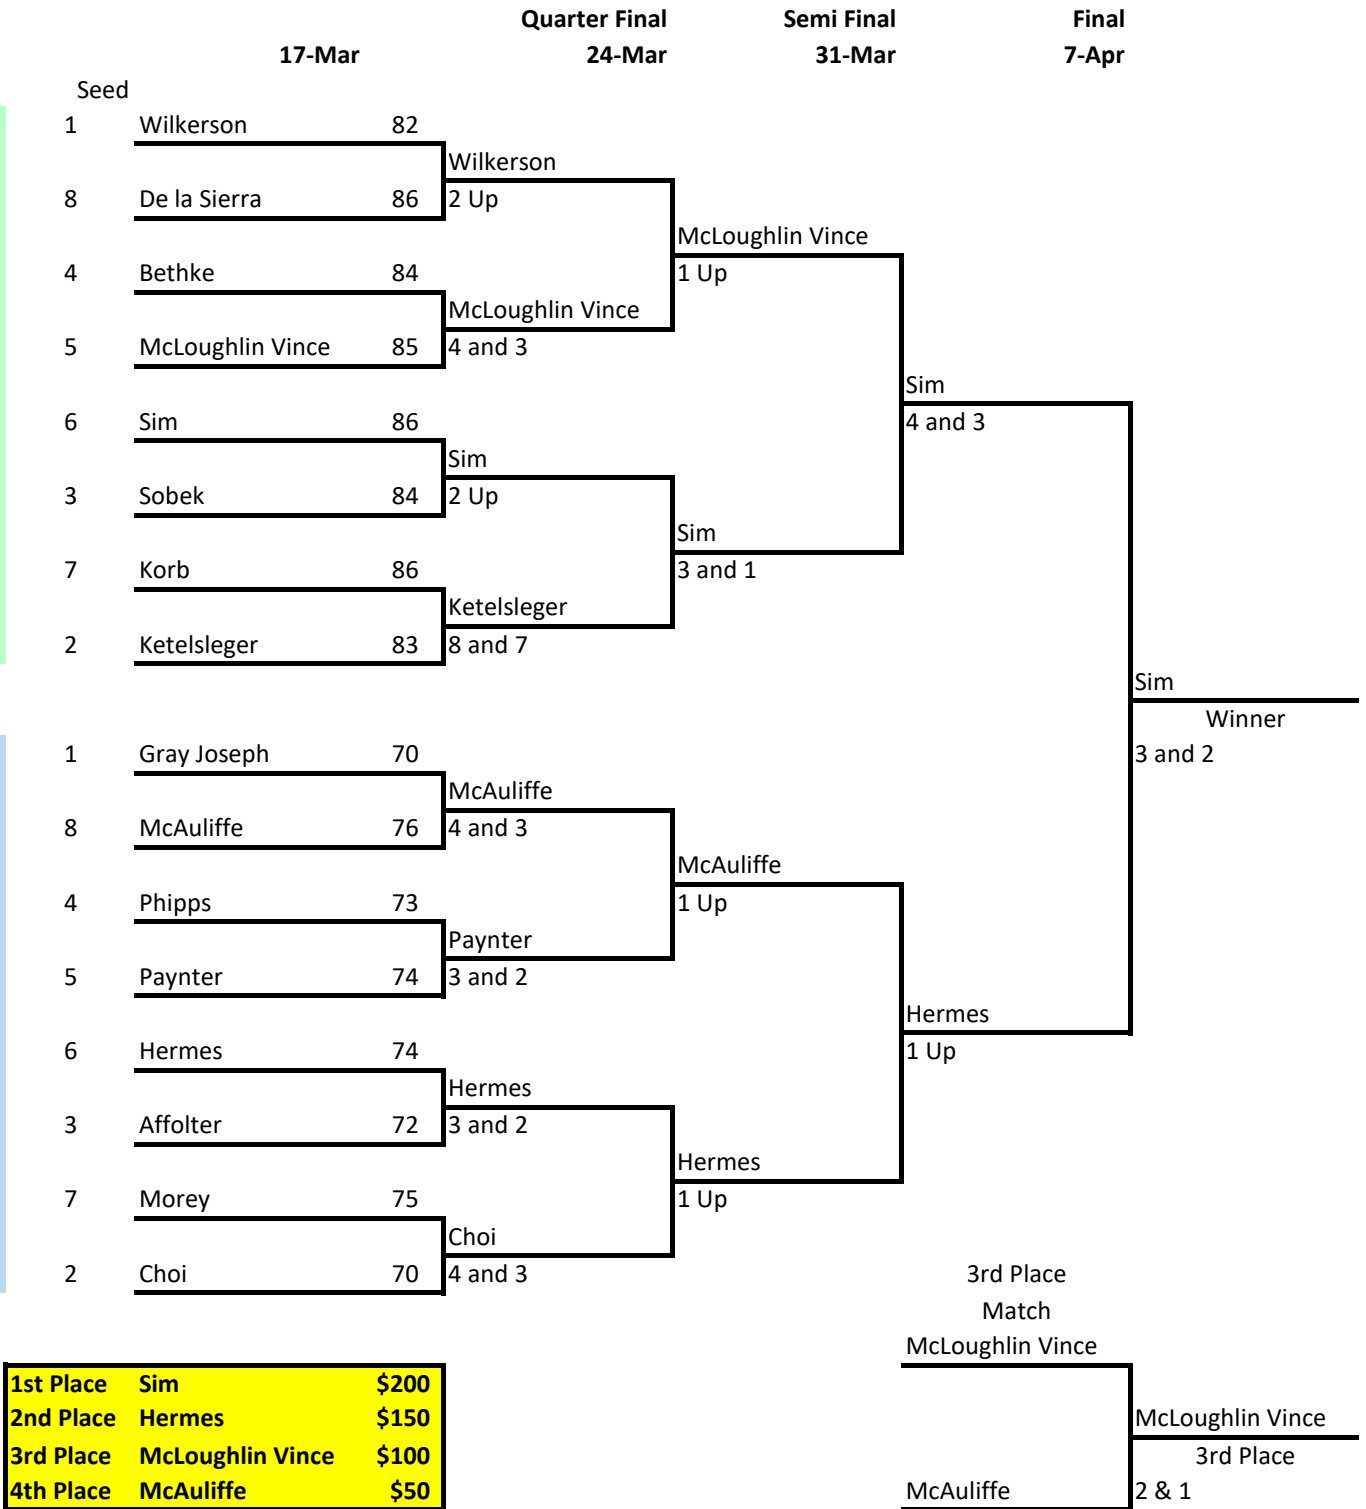 Quarter Final Semi Final Final
17-Mar 24-Mar 31-Mar 7-Apr
Seed
1 Wilkerson 82
Wilkerson
8 De la Sierra 86 2 Up
McLoughlin Vince
4 Bethke 84 1 Up
McLoughlin Vince
5 McLoughlin Vince 85 4 and 3
Sim
6 Sim 86 4 and 3
Sim
3 Sobek 84 2 Up
Sim
7 Korb 86 3 and 1
Ketelsleger
2 Ketelsleger 83 8 and 7
Sim
Winner
1 Gray Joseph 70 3 and 2
McAuliffe
8 McAuliffe 76 4 and 3
McAuliffe
4 Phipps 73 1 Up
Paynter
5 Paynter 74 3 and 2
Hermes
6 Hermes 74 1 Up
Hermes
3 Affolter 72 3 and 2
Hermes
7 Morey 75 1 Up
Choi
2 Choi 70 4 and 3 3rd Place
Match
McLoughlin Vince
1st Place Sim $200
2nd Place Hermes $150 McLoughlin Vince
3rd Place McLoughlin Vince $100 3rd Place
4th Place McAuliffe $50 McAuliffe 2 & 1